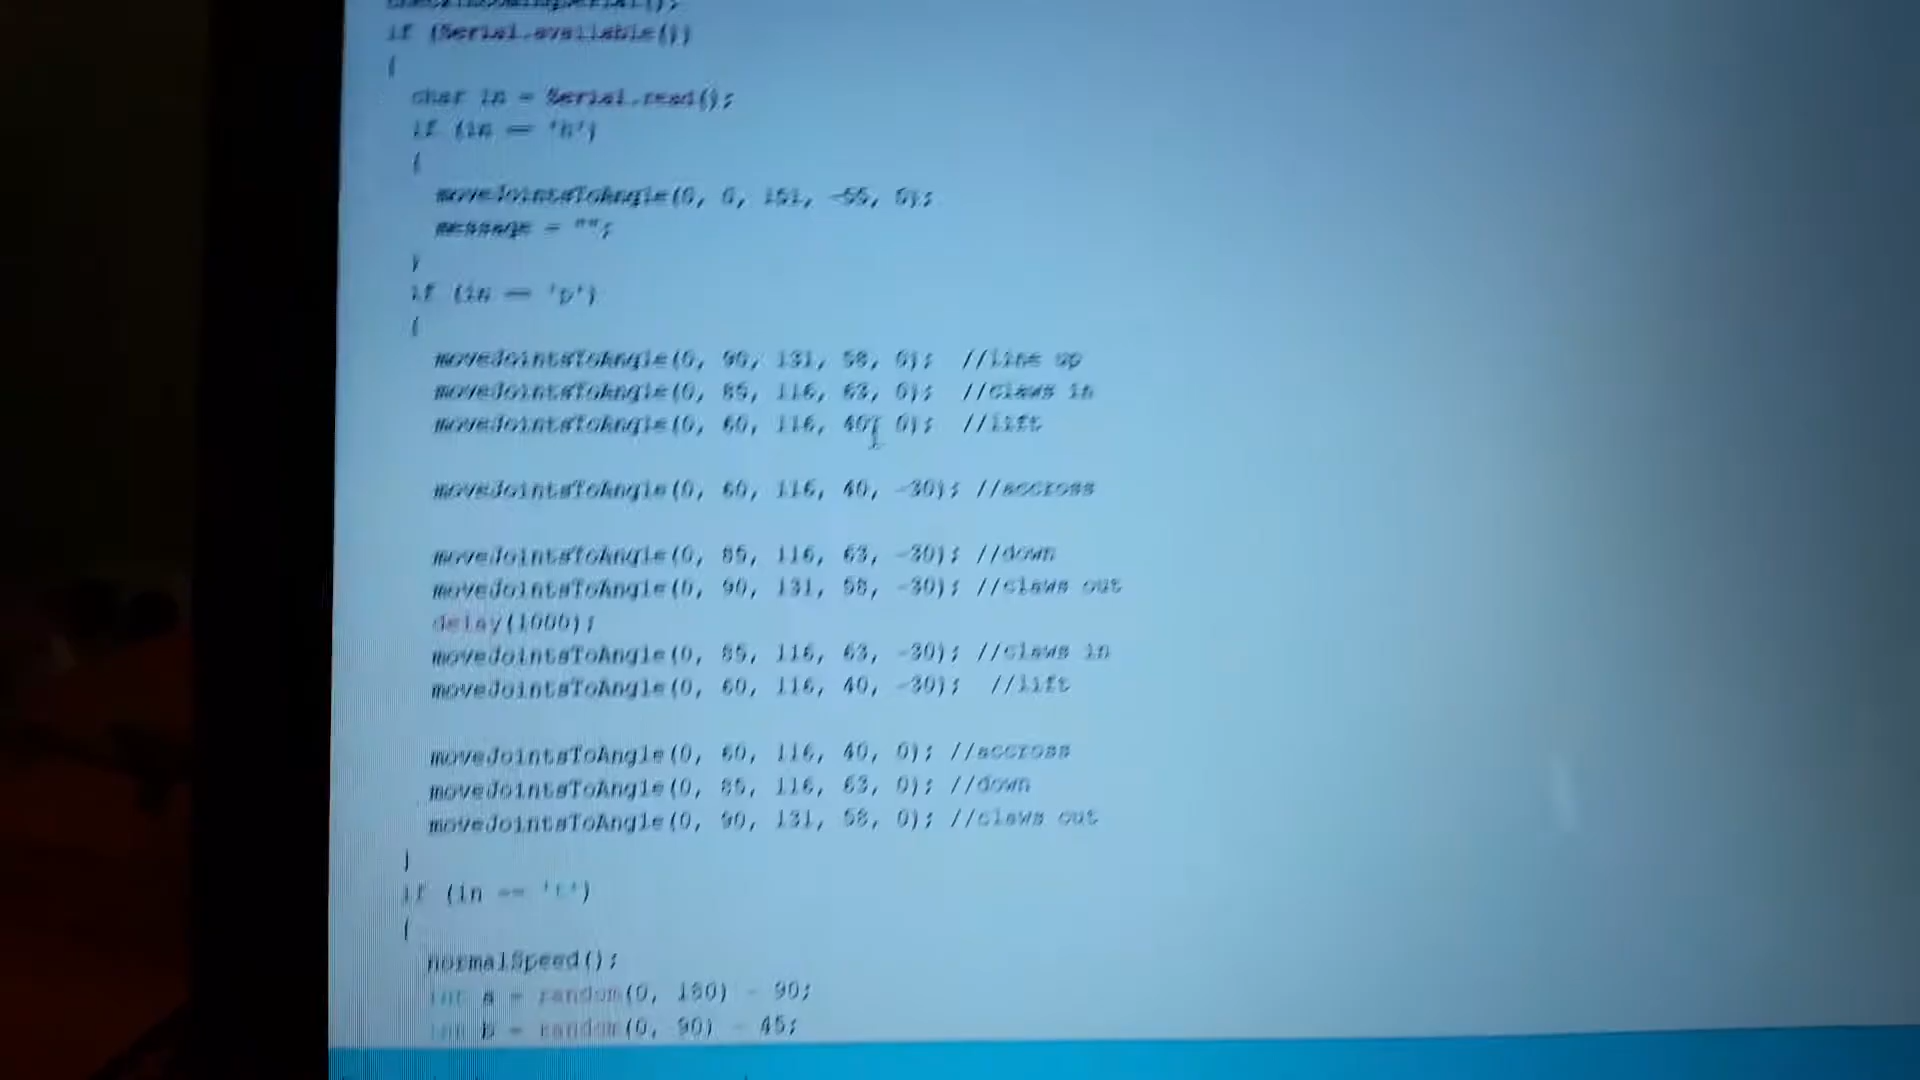 if (Serial.available())
{
char in = Serial.read();
if (in == 'h')
{
moveJointsToAngle(0, 0, 151, -55, 0);
message = "";
}
if (in == 'p')
{
moveJointsToAngle(0, 90, 131, 58, 0); //line up
moveJointsToAngle(0, 85, 116, 63, 0); //claws in
moveJointsToAngle(0, 60, 116, 40, 0); //lift
moveJointsToAngle(0, 60, 116, 40, -30); //accross
moveJointsToAngle(0, 85, 116, 63, -30); //down
moveJointsToAngle(0, 90, 131, 58, -30); //claws out
delay(1000);
moveJointsToAngle(0, 85, 116, 63, -30); //claws in
moveJointsToAngle(0, 60, 116, 40, -30); //lift
moveJointsToAngle(0, 60, 116, 40, 0); //accross
moveJointsToAngle(0, 85, 116, 63, 0); //down
moveJointsToAngle(0, 90, 131, 58, 0); //claws out
}
if (in == 't')
{
normalSpeed();
int a = random(0, 180) - 90;
int b = random(0, 90) - 45;